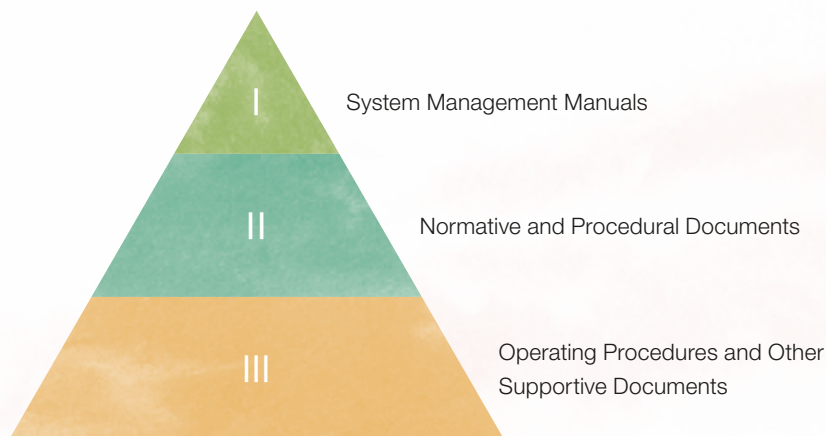 I
System Management Manuals
II
Normative and Procedural Documents
III
Operating Procedures and Other
Supportive Documents